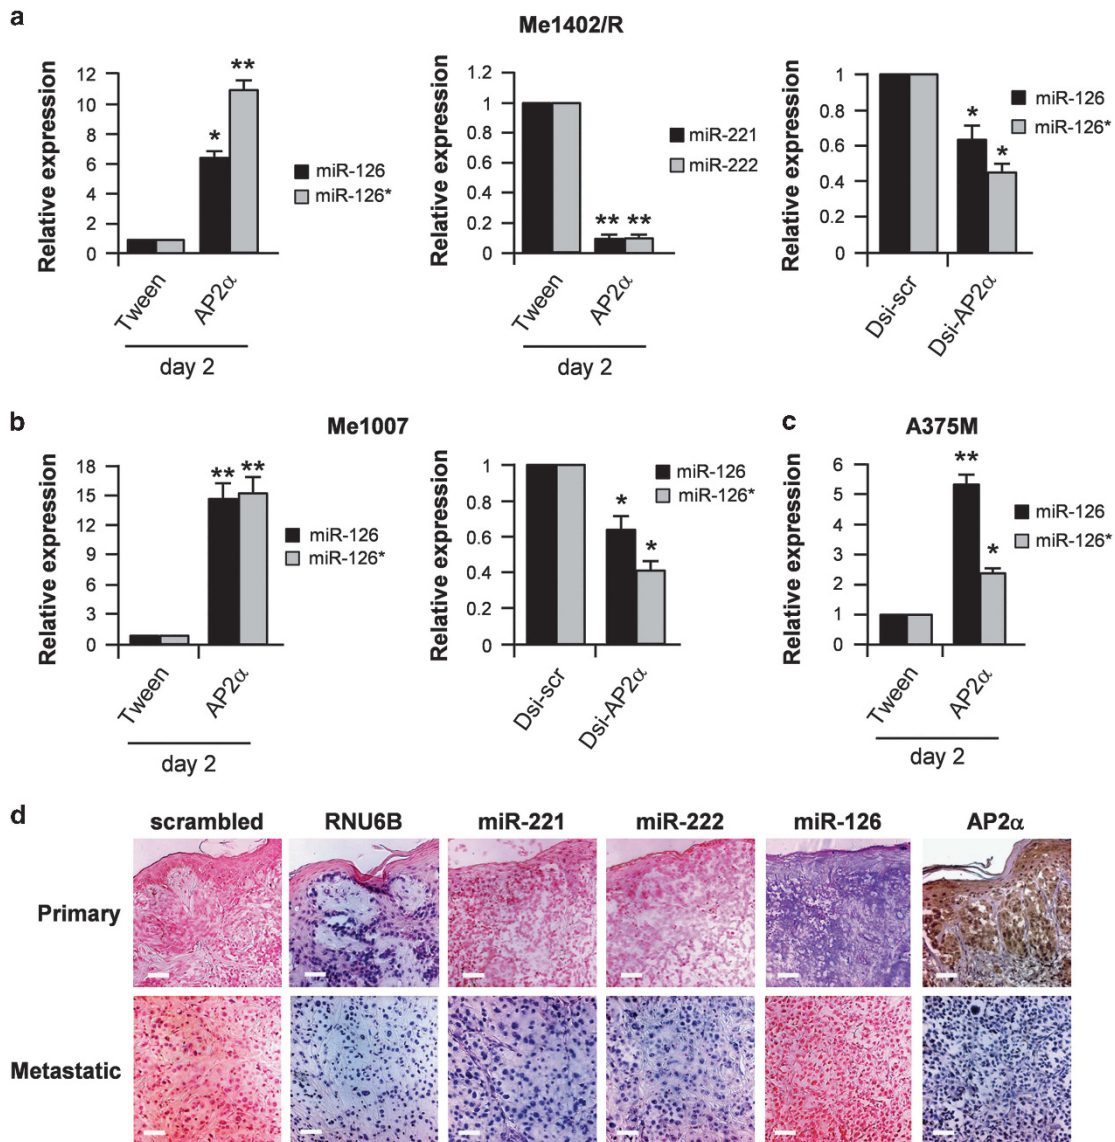 a
Me1402/R
Relative expression
12
10
8
6
4
2
0
*
**
miR-126
miR-126*
Tween
AP2α
day 2
Relative expression
1.2
1
0.8
0.6
0.4
0.2
0
** **
miR-221
miR-222
Tween
AP2α
day 2
Relative expression
1
0.8
0.6
0.4
0.2
0
*
*
miR-126
miR-126*
Dsi-scr
Dsi-AP2α
b
Me1007
Relative expression
18
15
12
9
6
3
0
** **
miR-126
miR-126*
Tween
AP2α
day 2
Relative expression
1
0.8
0.6
0.4
0.2
0
*
*
miR-126
miR-126*
Dsi-scr
Dsi-AP2α
c
A375M
Relative expression
6
5
4
3
2
1
0
**
*
miR-126
miR-126*
Tween
AP2α
day 2
d
scrambled RNU6B miR-221 miR-222 miR-126 AP2α
Primary
Metastatic